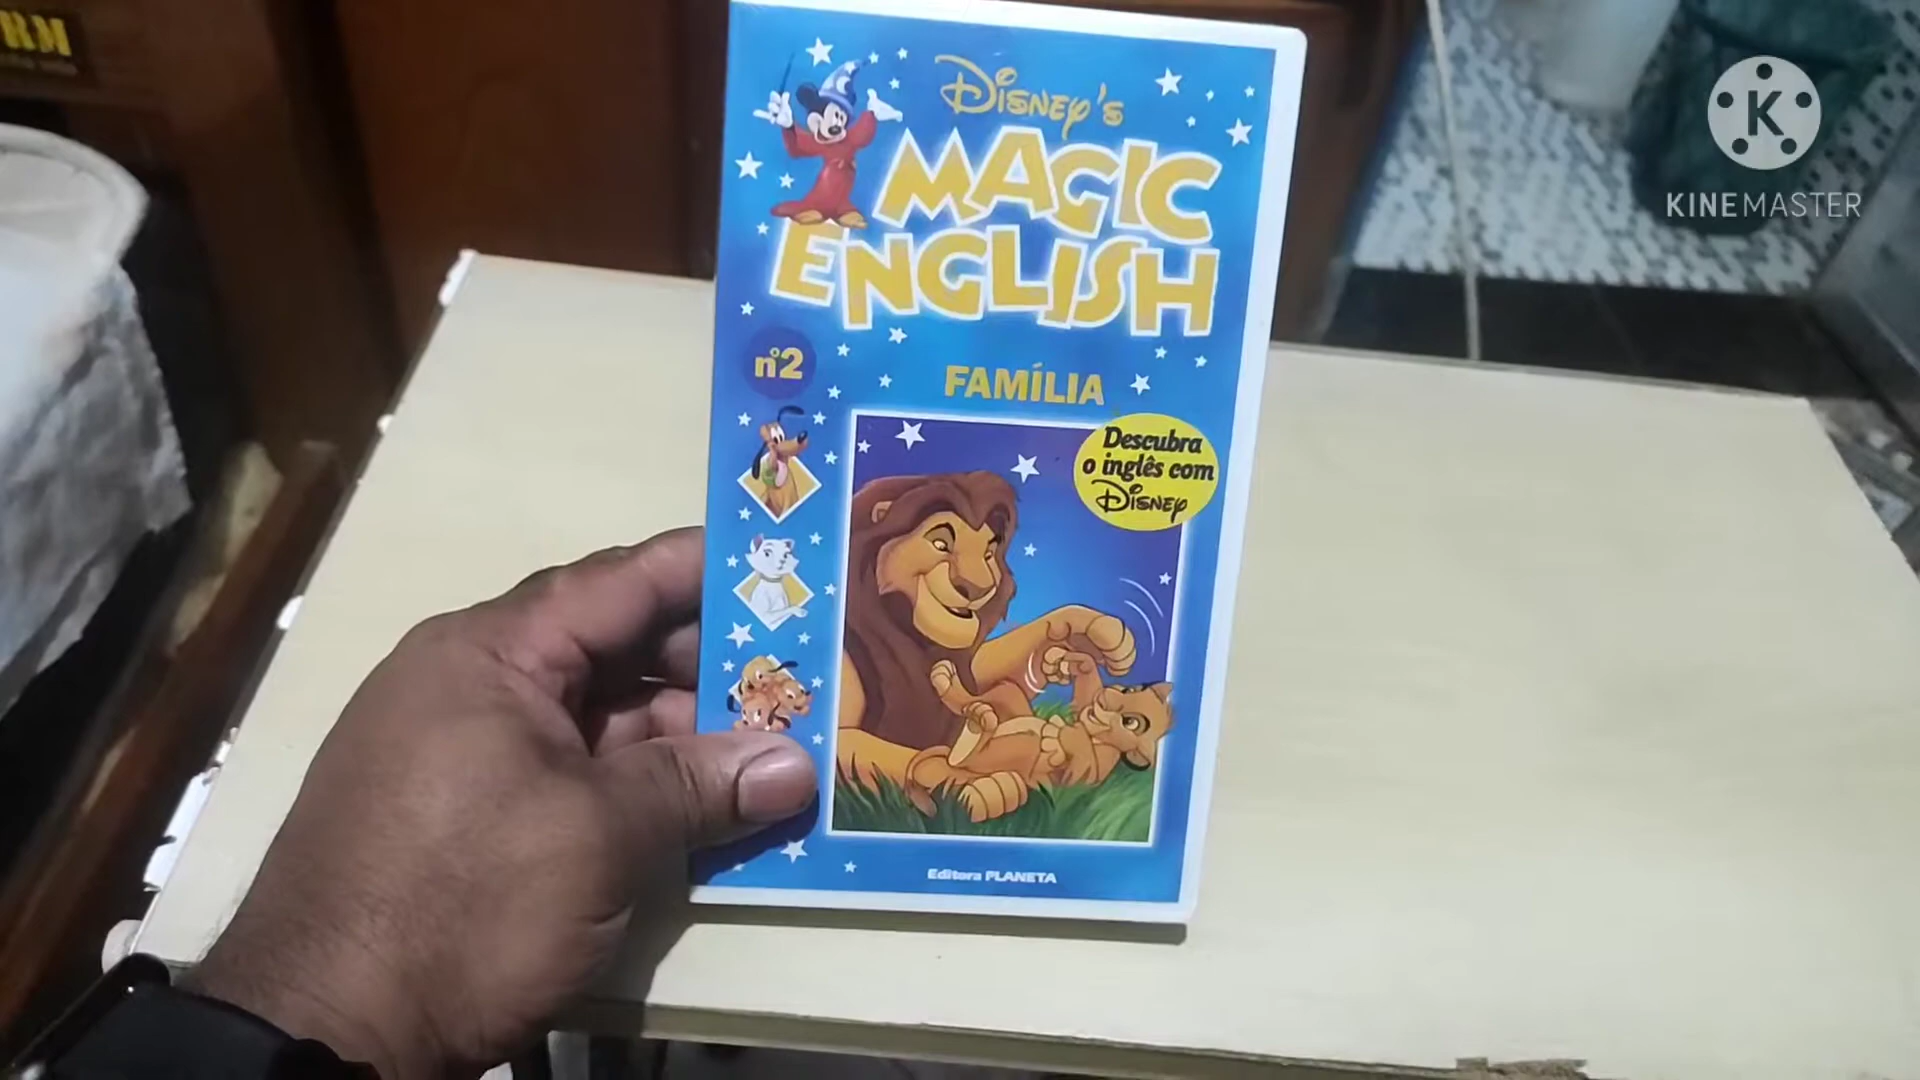 DISNEY'S
MAGIC
ENGLISH
nº2
FAMÍLIA
Descubra
o inglês com
DISNEY
Editora PLANETA
KINEMASTER